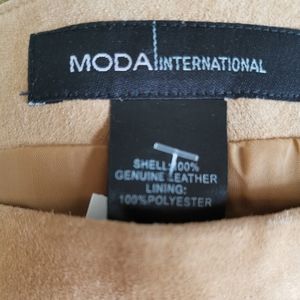 MODA INTERNATIONAL
SHELL:100%
GENUINE LEATHER
LINING:
100%POLYESTER